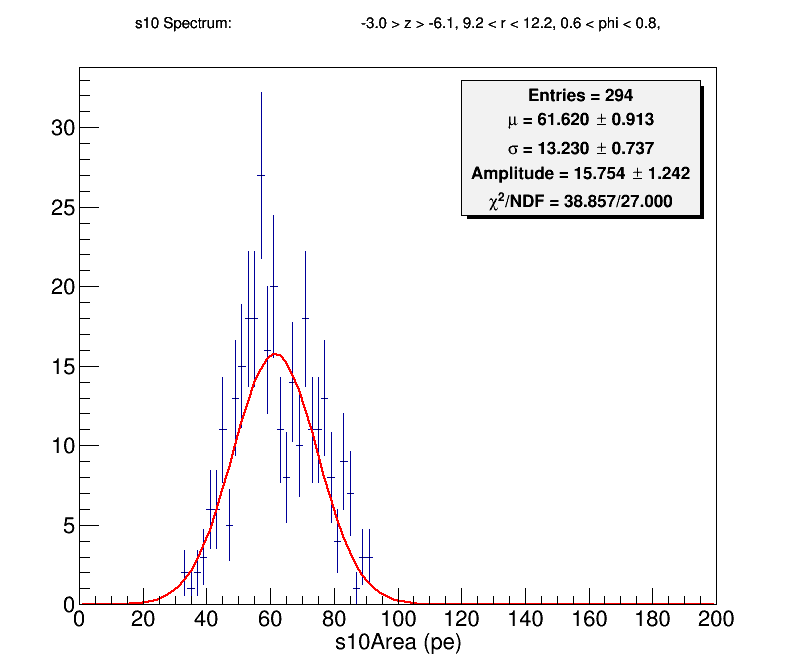 s10 Spectrum: -3.0 > z > -6.1, 9.2 < r < 12.2, 0.6 < phi < 0.8,
Entries = 294
μ = 61.620 ± 0.913
σ = 13.230 ± 0.737
Amplitude = 15.754 ± 1.242
χ²/NDF = 38.857/27.000
30
25
20
15
10
5
0
0 20 40 60 80 100 120 140 160 180 200
s10Area (pe)